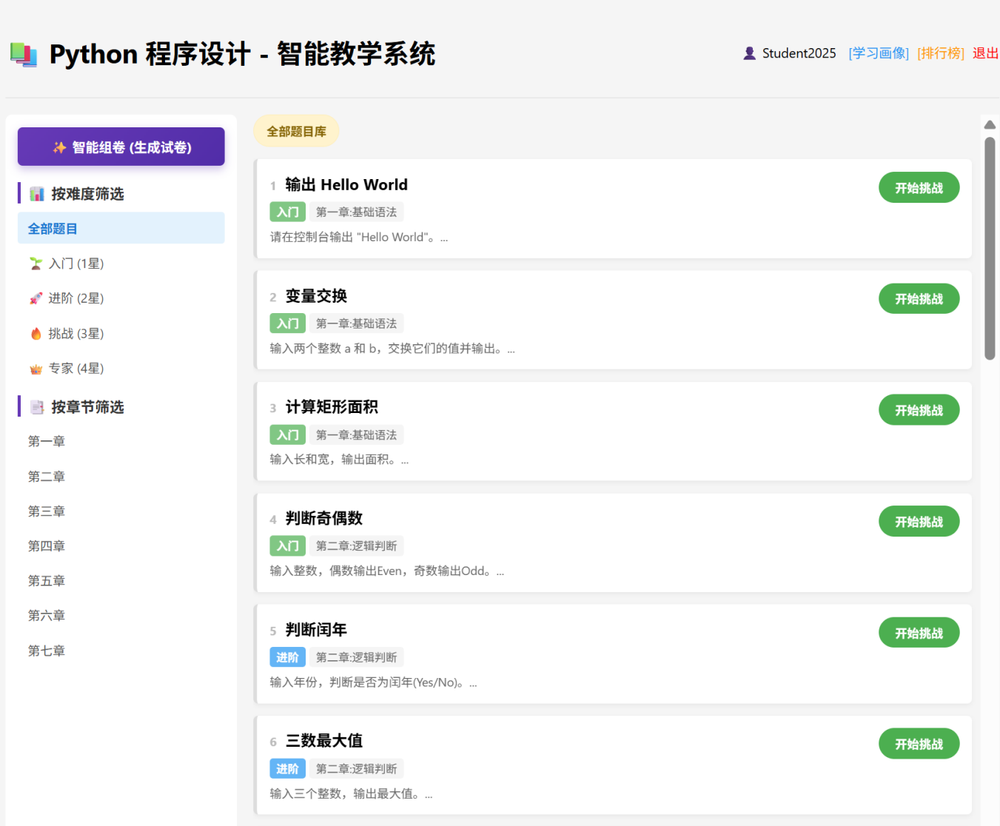 Python 程序设计 - 智能教学系统
Student2025 [学习画像] [排行榜] 退出
智能组卷 (生成试卷)
按难度筛选
全部题目
入门 (1星)
进阶 (2星)
挑战 (3星)
专家 (4星)
按章节筛选
第一章
第二章
第三章
第四章
第五章
第六章
第七章
全部题目库
1 输出 Hello World
开始挑战
入门 第一章:基础语法
请在控制台输出 "Hello World"。...
2 变量交换
开始挑战
入门 第一章:基础语法
输入两个整数 a 和 b，交换它们的值并输出。...
3 计算矩形面积
开始挑战
入门 第一章:基础语法
输入长和宽，输出面积。...
4 判断奇偶数
开始挑战
入门 第二章:逻辑判断
输入整数，偶数输出Even，奇数输出Odd。...
5 判断闰年
开始挑战
进阶 第二章:逻辑判断
输入年份，判断是否为闰年(Yes/No)。...
6 三数最大值
开始挑战
进阶 第二章:逻辑判断
输入三个整数，输出最大值。...